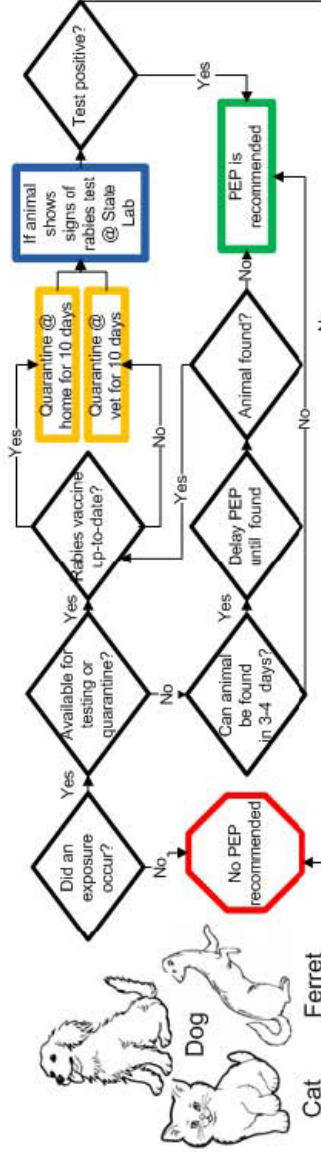 Dog
Cat
Ferret
Did an
exposure
occur?
Yes
No
No PEP
recommended
Available for
testing or
quarantine?
Yes
No
Can animal
be found
in 3-4 days?
Yes
No
Rabies vaccine
up-to-date?
Yes
No
Quarantine @
home for 10 days
Quarantine @
vet for 10 days
If animal
shows
signs of
rabies test
@ State
Lab
Test positive?
Yes
Delay PEP
until found
Animal found?
Yes
No
PEP is
recommended